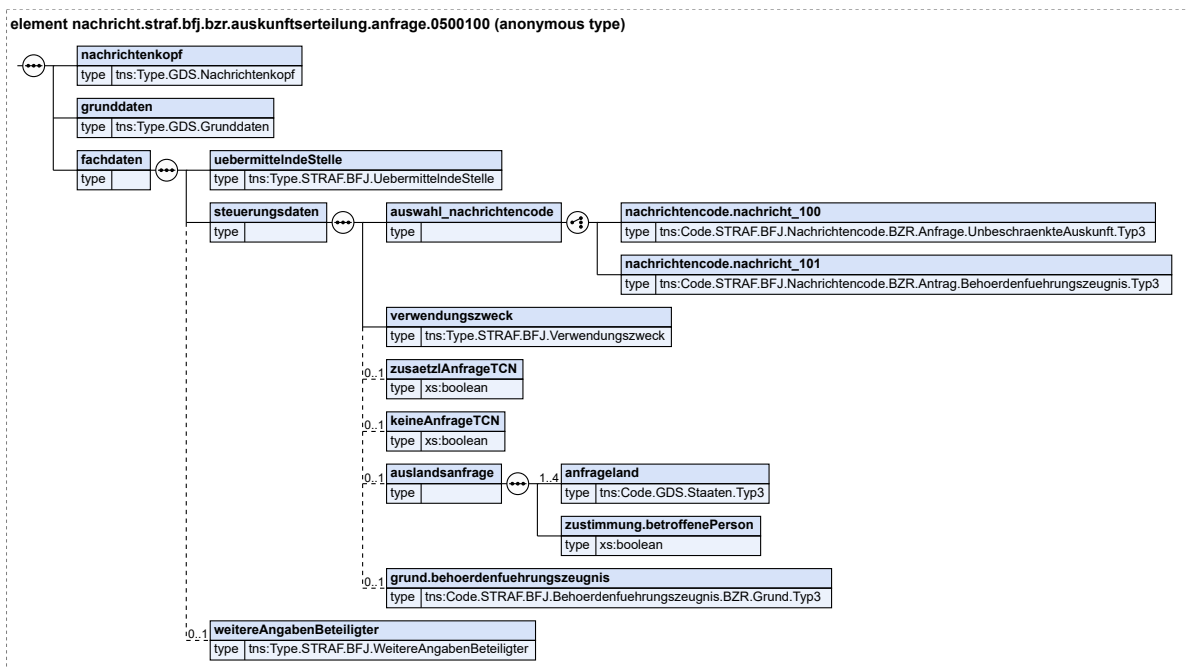 element nachricht.straf.bfj.bzr.auskunftserteilung.anfrage.0500100 (anonymous type)
nachrichtenkopf
type tns:Type.GDS.Nachrichtenkopf
grunddaten
type tns:Type.GDS.Grunddaten
fachdaten
type
uebermittelndeStelle
type tns:Type.STRAF.BFJ.UebermittelndeStelle
steuerungsdaten
type
auswahl_nachrichtencode
type
nachrichtencode.nachricht_100
type tns:Code.STRAF.BFJ.Nachrichtencode.BZR.Anfrage.UnbeschraenkteAuskunft.Typ3
nachrichtencode.nachricht_101
type tns:Code.STRAF.BFJ.Nachrichtencode.BZR.Antrag.Behoerdenfuehrungszeugnis.Typ3
verwendungszweck
type tns:Type.STRAF.BFJ.Verwendungszweck
0..1 zusaetzlAnfrageTCN
type xs:boolean
0..1 keineAnfrageTCN
type xs:boolean
0..1 auslandsanfrage
type
1..4 anfrageland
type tns:Code.GDS.Staaten.Typ3
zustimmung.betroffenePerson
type xs:boolean
0..1 grund.behoerdenfuehrungszeugnis
type tns:Code.STRAF.BFJ.Behoerdenfuehrungszeugnis.BZR.Grund.Typ3
0..1 weitereAngabenBeteiligter
type tns:Type.STRAF.BFJ.WeitereAngabenBeteiligter